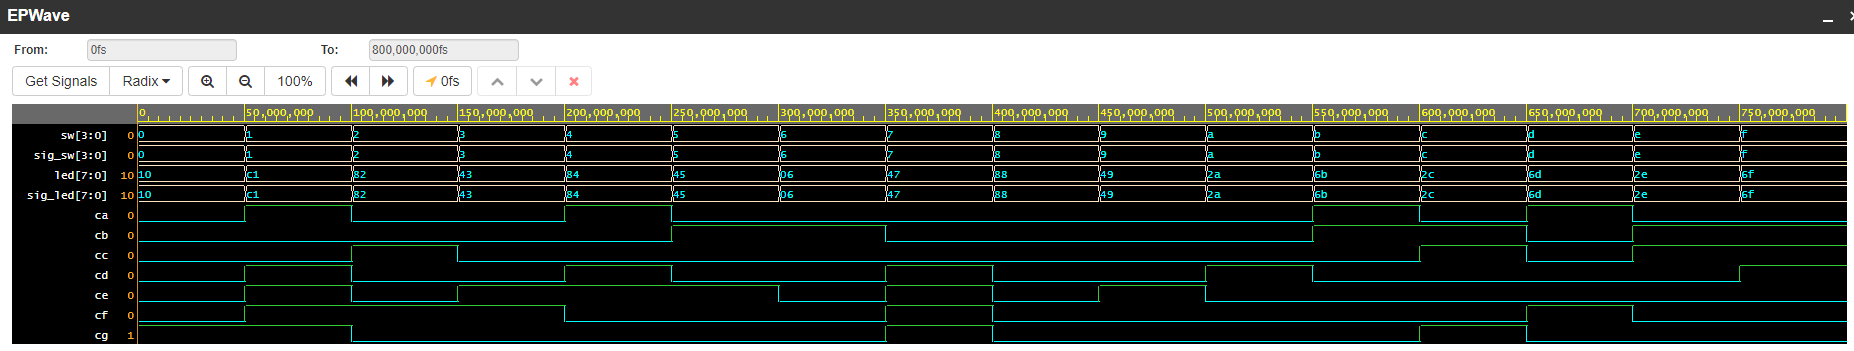 EPWave
From: 0fs To: 800,000,000fs
Get Signals Radix 100% 0fs
0 50,000,000 100,000,000 150,000,000 200,000,000 250,000,000 300,000,000 350,000,000 400,000,000 450,000,000 500,000,000 550,000,000 600,000,000 650,000,000 700,000,000 750,000,000
sw[3:0] 0 0 1 2 3 4 5 6 7 8 9 a b c d e f
sig_sw[3:0] 0 0 1 2 3 4 5 6 7 8 9 a b c d e f
led[7:0] 10 10 c1 82 43 84 45 06 47 88 49 2a 6b 2c 6d 2e 6f
sig_led[7:0] 10 10 c1 82 43 84 45 06 47 88 49 2a 6b 2c 6d 2e 6f
ca 0
cb 0
cc 0
cd 0
ce 0
cf 0
cg 1